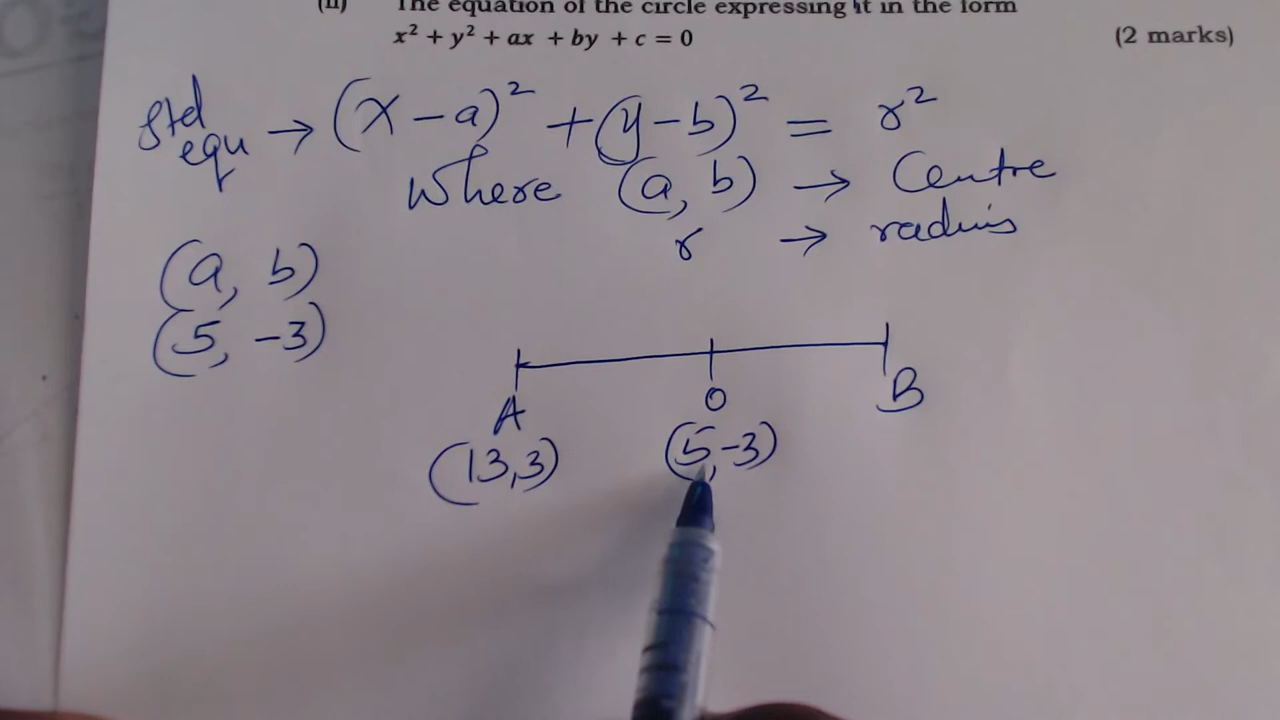 (ii) The equation of the circle expressing it in the form
x² + y² + ax + by + c = 0 (2 marks)
Std equ → (x - a)² + (y - b)² = r²
where (a, b) → Centre
r → radius
(a, b)
(5, -3)
A O B
(13,3) (5,-3)